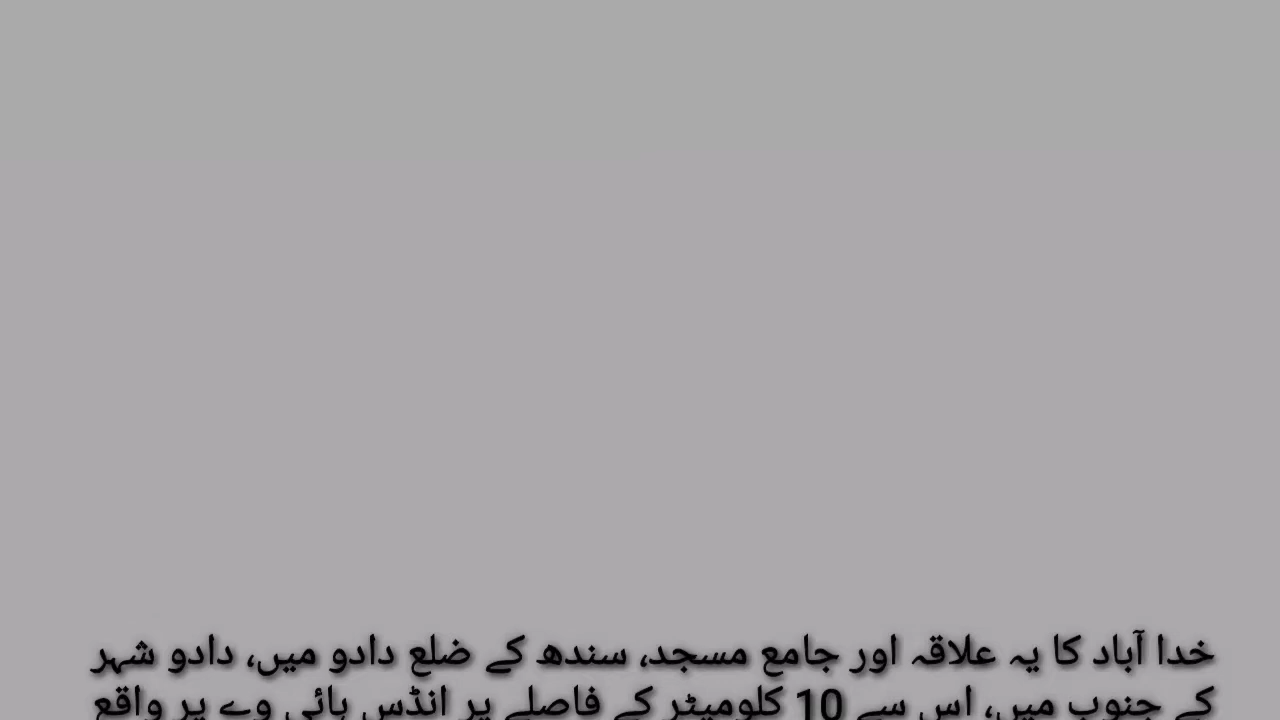 خدا آباد کا یہ علاقہ اور جامع مسجد، سندھ کے ضلع دادو میں، دادو شہر
کے جنوب میں، اس سے 10 کلومیٹر کے فاصلے پر انڈس ہائی وے پر واقع